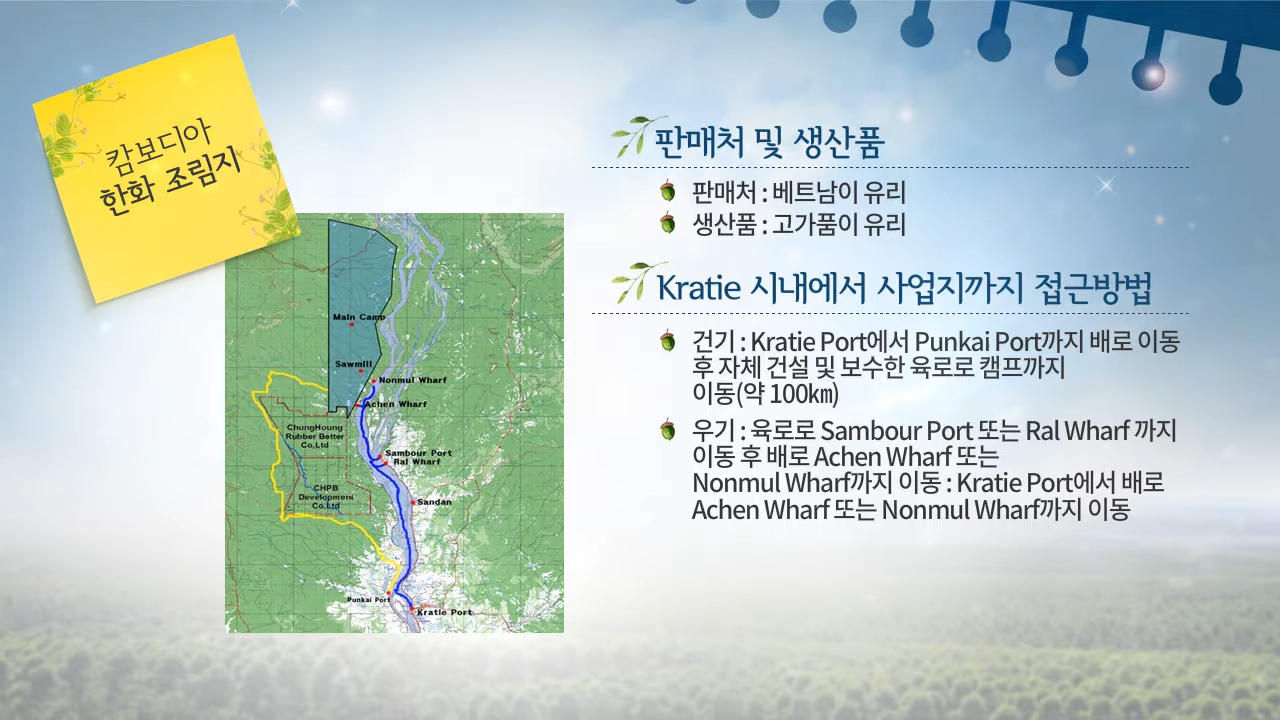 캄보디아
한화 조림지
판매처 및 생산품
판매처 : 베트남이 유리
생산품 : 고가품이 유리
Kratie 시내에서 사업지까지 접근방법
건기 : Kratie Port에서 Punkai Port까지 배로 이동
후 자체 건설 및 보수한 육로로 캠프까지
이동(약 100㎞)
우기 : 육로로 Sambour Port 또는 Ral Wharf 까지
이동 후 배로 Achen Wharf 또는
Nonmul Wharf까지 이동 : Kratie Port에서 배로
Achen Wharf 또는 Nonmul Wharf까지 이동
Main Camp
Sawmill
Nonmul Wharf
Achen Wharf
ChungHoung
Rubber Better
Co,Ltd
Sambour Port
Ral Wharf
CHPB
Development
Co,Ltd
Sandan
Punkai Port
Kratie Port